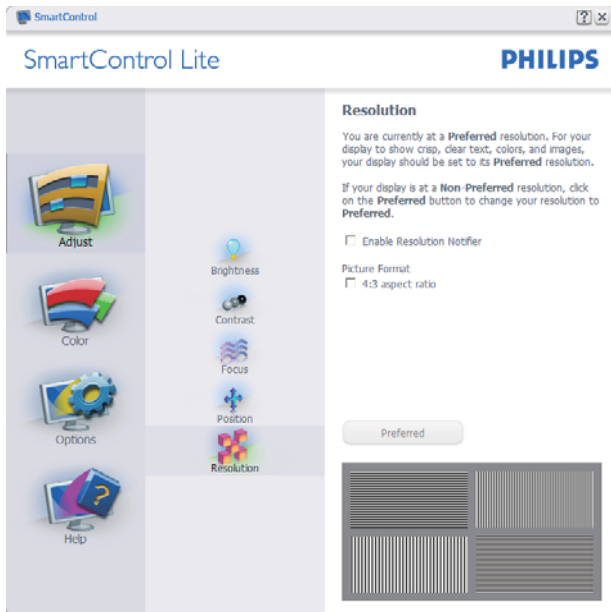 SmartControl
SmartControl Lite
PHILIPS
Adjust
Color
Options
Help
Brightness
Contrast
Focus
Position
Resolution
Resolution
You are currently at a Preferred resolution. For your
display to show crisp, clear text, colors, and images,
your display should be set to its Preferred resolution.
If your display is at a Non-Preferred resolution, click
on the Preferred button to change your resolution to
Preferred.
Enable Resolution Notifier
Picture Format
4:3 aspect ratio
Preferred